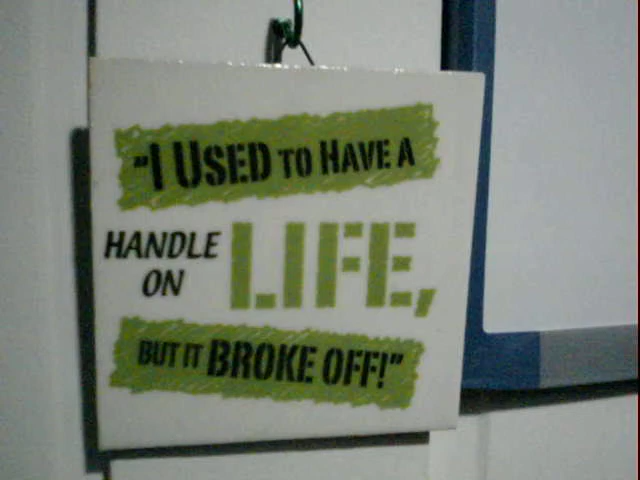 "I USED TO HAVE A
HANDLE
ON
LIFE,
BUT IT BROKE OFF!"